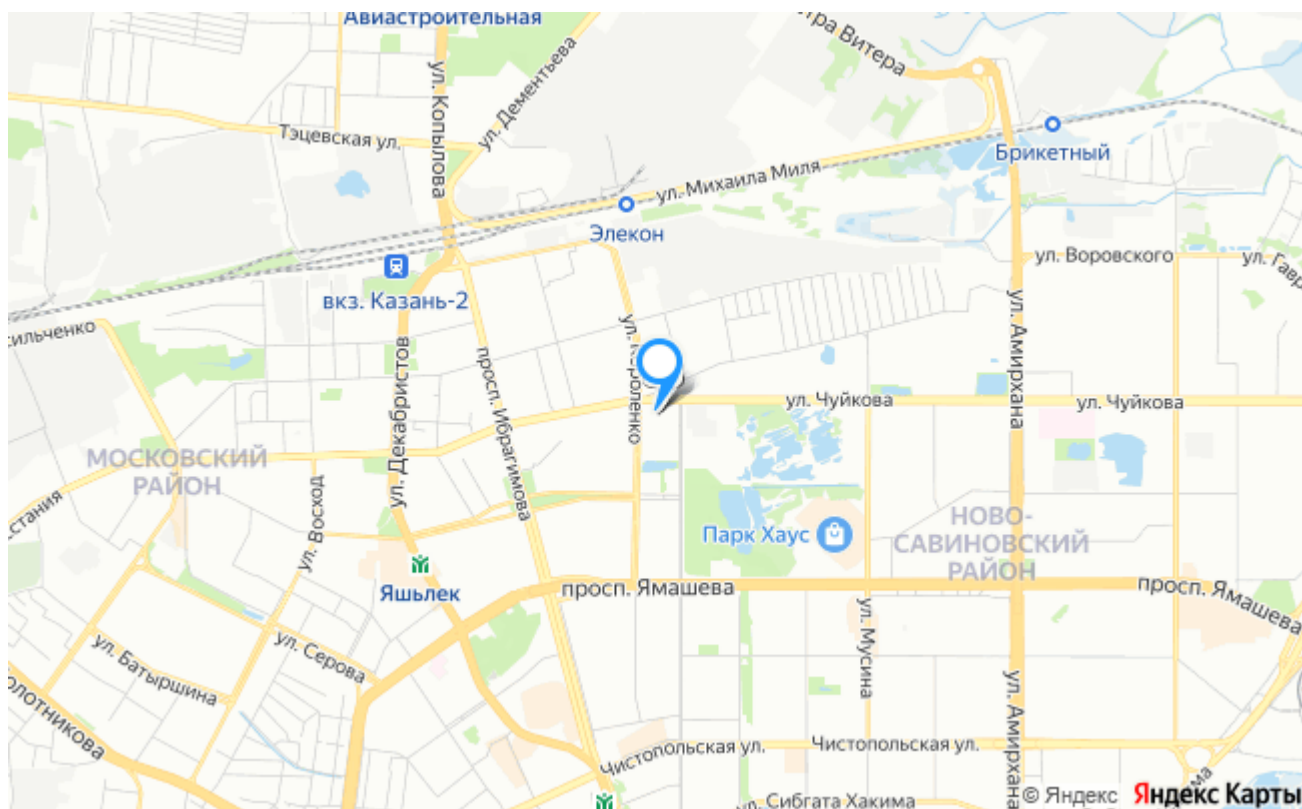 Авиастроительная
тра Витера
ул. Копылова
ул. Дементьева
Тэцевская ул.
Брикетный
ул. Михаила Миля
Элекон
ул. Воровского
ул. Гавр
вкз. Казань-2
сильченко
ул. К
роленко
просп. Ибрагимова
ул. Декабристов
ул. Амирхана
ул. Чуйкова
ул. Чуйкова
МОСКОВСКИЙ
РАЙОН
стания
ул. Восход
Парк Хаус
НОВО-
САВИНОВСКИЙ
РАЙОН
Яшьлек
просп. Ямашева
просп. Ямашева
ул. Серова
ул. Мусина
ул. Батыршина
олотникова
ул. Амирхана
Чистопольская ул.
Чистопольская ул.
ул. Сибгата Хакима
© Яндекс Яндекс Карты